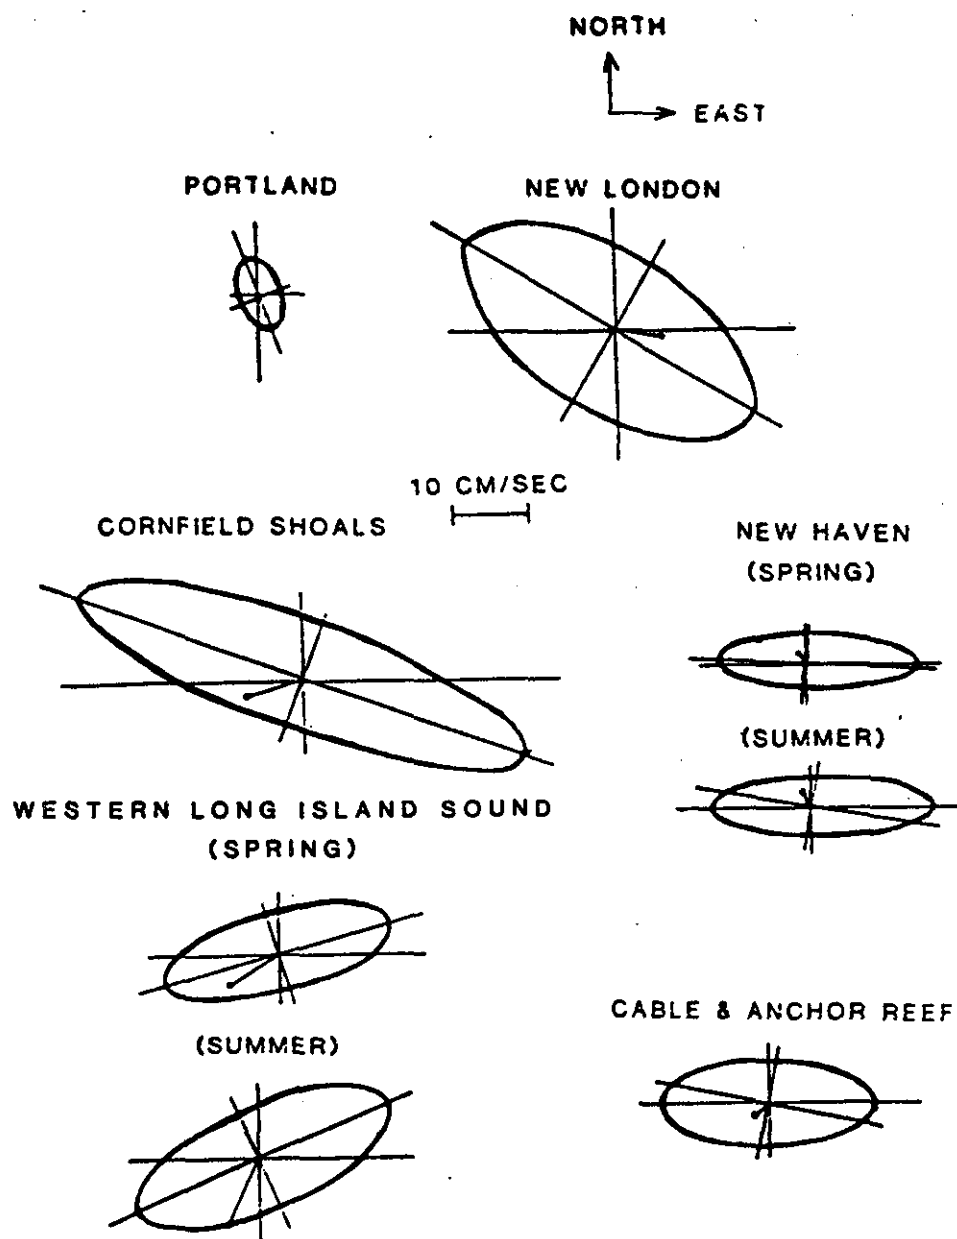 NORTH
EAST
PORTLAND
NEW LONDON
10 CM/SEC
CORNFIELD SHOALS
NEW HAVEN
(SPRING)
(SUMMER)
WESTERN LONG ISLAND SOUND
(SPRING)
(SUMMER)
CABLE & ANCHOR REEF